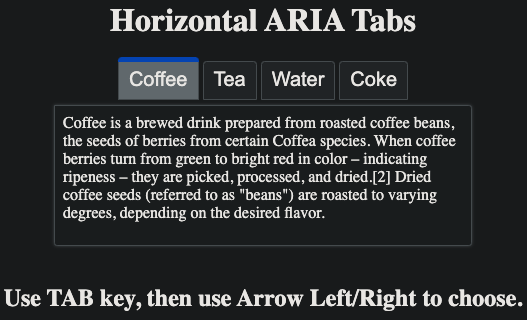 Horizontal ARIA Tabs
Coffee Tea Water Coke
Coffee is a brewed drink prepared from roasted coffee beans,
the seeds of berries from certain Coffea species. When coffee
berries turn from green to bright red in color – indicating
ripeness – they are picked, processed, and dried.[2] Dried
coffee seeds (referred to as "beans") are roasted to varying
degrees, depending on the desired flavor.
Use TAB key, then use Arrow Left/Right to choose.